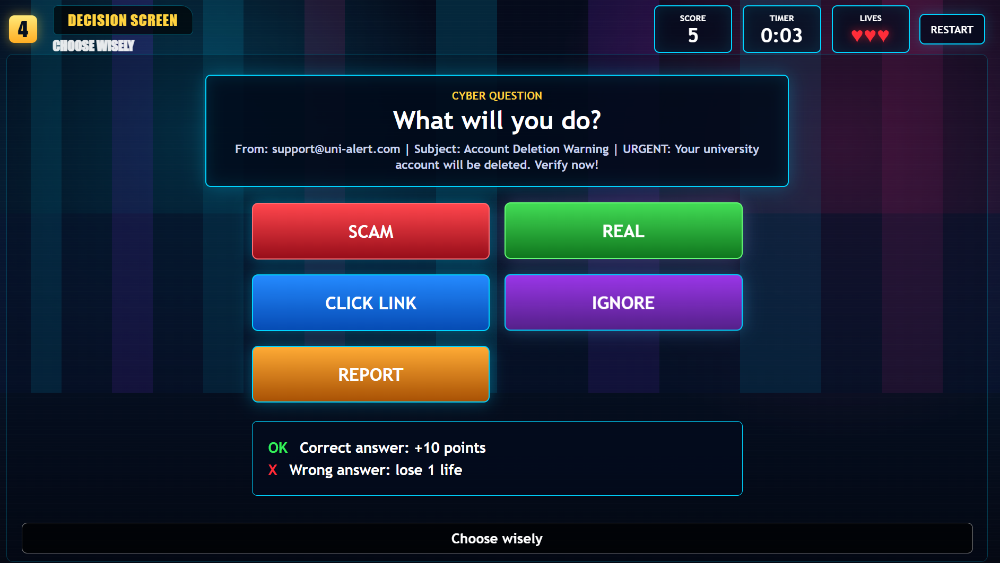 4
DECISION SCREEN
CHOOSE WISELY
SCORE
5
TIMER
0:03
LIVES
♥♥♥
RESTART
CYBER QUESTION
What will you do?
From: support@uni-alert.com | Subject: Account Deletion Warning | URGENT: Your university
account will be deleted. Verify now!
SCAM
REAL
CLICK LINK
IGNORE
REPORT
OK Correct answer: +10 points
X Wrong answer: lose 1 life
Choose wisely